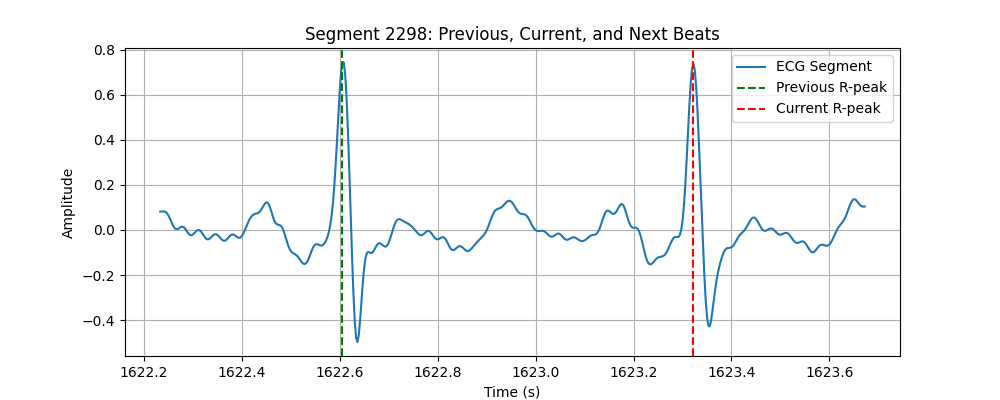 Segment 2298: Previous, Current, and Next Beats
ECG Segment
Previous R-peak
Current R-peak
Amplitude
0.8
0.6
0.4
0.2
0.0
−0.2
−0.4
1622.2 1622.4 1622.6 1622.8 1623.0 1623.2 1623.4 1623.6
Time (s)